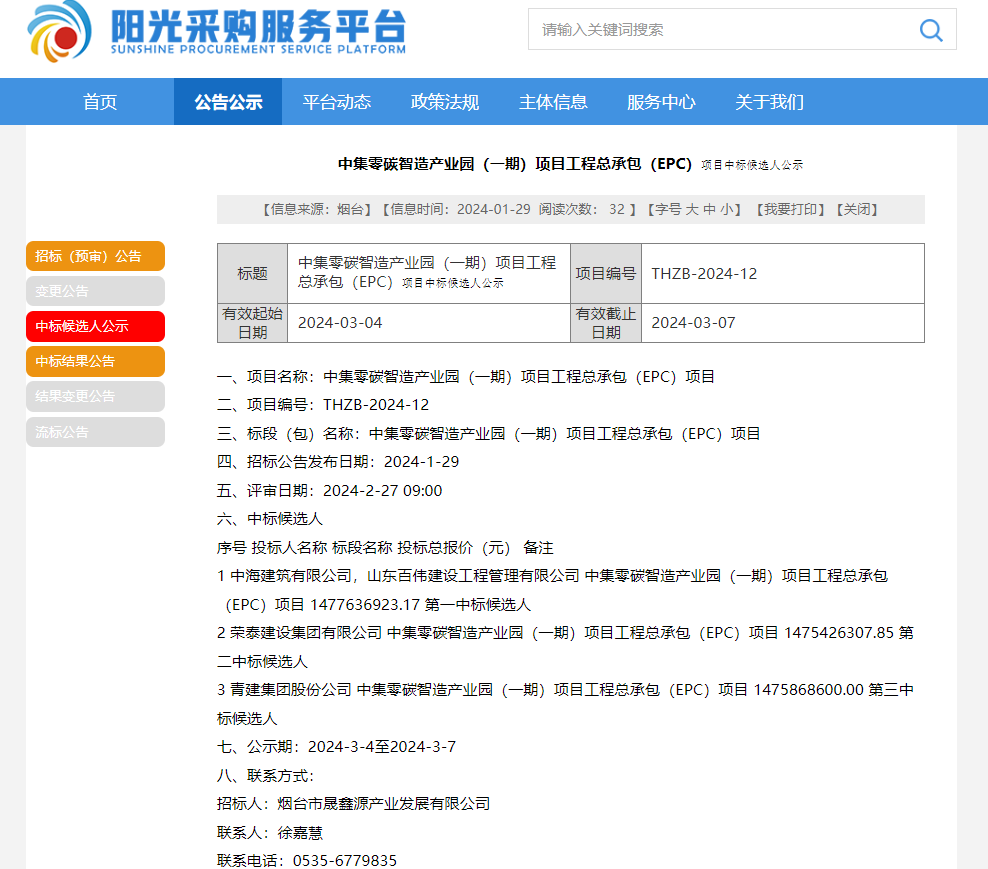 阳光采购服务平台
SUNSHINE PROCUREMENT SERVICE PLATFORM
请输入关键词搜索
首页 公告公示 平台动态 政策法规 主体信息 服务中心 关于我们
中集零碳智造产业园（一期）项目工程总承包（EPC）项目中标候选人公示
【信息来源：烟台】【信息时间：2024-01-29 阅读次数： 32 】【字号 大 中 小】【我要打印】【关闭】
招标（预审）公告
变更公告
中标候选人公示
中标结果公告
结果变更公告
流标公告
标题
中集零碳智造产业园（一期）项目工程
总承包（EPC）项目中标候选人公示
项目编号
THZB-2024-12
有效起始
日期
2024-03-04
有效截止
日期
2024-03-07
一、项目名称：中集零碳智造产业园（一期）项目工程总承包（EPC）项目
二、项目编号：THZB-2024-12
三、标段（包）名称：中集零碳智造产业园（一期）项目工程总承包（EPC）项目
四、招标公告发布日期：2024-1-29
五、评审日期：2024-2-27 09:00
六、中标候选人
序号 投标人名称 标段名称 投标总报价（元） 备注
1 中海建筑有限公司，山东百伟建设工程管理有限公司 中集零碳智造产业园（一期）项目工程总承包
（EPC）项目 1477636923.17 第一中标候选人
2 荣泰建设集团有限公司 中集零碳智造产业园（一期）项目工程总承包（EPC）项目 1475426307.85 第
二中标候选人
3 青建集团股份公司 中集零碳智造产业园（一期）项目工程总承包（EPC）项目 1475868600.00 第三中
标候选人
七、公示期：2024-3-4至2024-3-7
八、联系方式：
招标人：烟台市晟鑫源产业发展有限公司
联系人：徐嘉慧
联系电话：0535-6779835